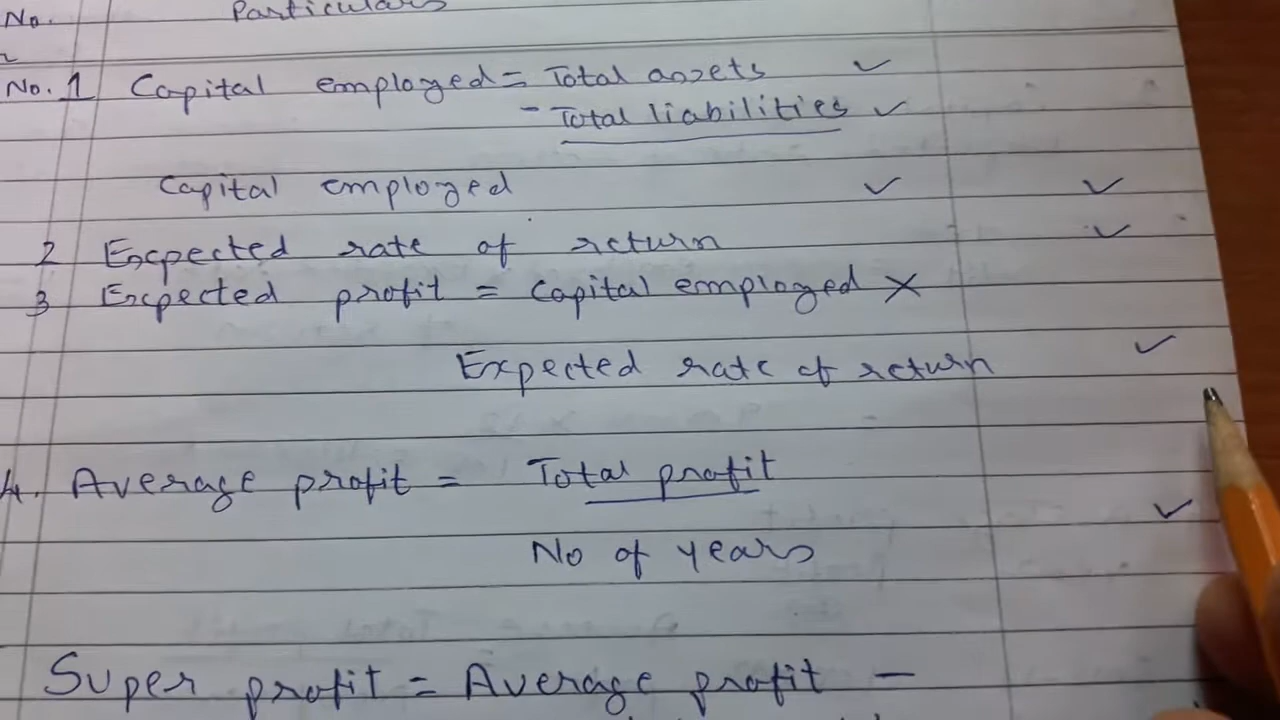 No. Particulars
No. 1 Capital employed = Total assets ✓
- Total liabilities ✓
Capital employed ✓ ✓
2 Expected rate of return ✓
3 Expected profit = Capital employed ×
Expected rate of return ✓
4. Average profit = Total profit
✓
No of years
Super profit = Average profit -